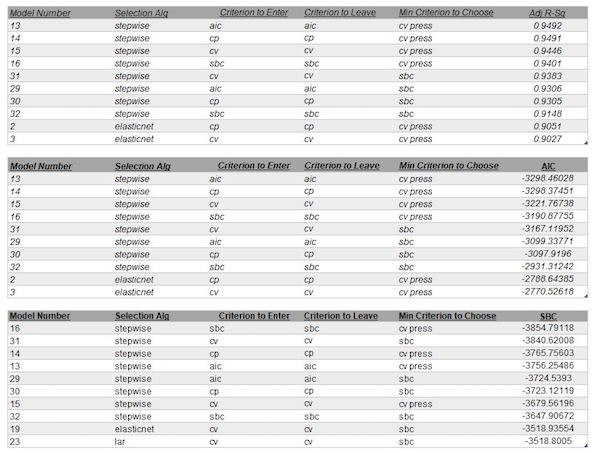 Model Number Selection Alg Criterion to Enter Criterion to Leave Min Criterion to Choose Adj R-Sq
13 stepwise aic aic cv press 0.9492
14 stepwise cp cp cv press 0.9491
15 stepwise cv cv cv press 0.9446
16 stepwise sbc sbc cv press 0.9401
31 stepwise cv cv sbc 0.9383
29 stepwise aic aic sbc 0.9306
30 stepwise cp cp sbc 0.9305
32 stepwise sbc sbc sbc 0.9148
2 elasticnet cp cp cv press 0.9051
3 elasticnet cv cv cv press 0.9027
Model Number Selection Alg Criterion to Enter Criterion to Leave Min Criterion to Choose AIC
13 stepwise aic aic cv press -3298.46028
14 stepwise cp cp cv press -3298.37451
15 stepwise cv cv cv press -3221.76738
16 stepwise sbc sbc cv press -3190.87755
31 stepwise cv cv sbc -3167.11952
29 stepwise aic aic sbc -3099.33771
30 stepwise cp cp sbc -3097.9196
32 stepwise sbc sbc sbc -2931.31242
2 elasticnet cp cp cv press -2788.64385
3 elasticnet cv cv cv press -2770.52618
Model Number Selection Alg Criterion to Enter Criterion to Leave Min Criterion to Choose SBC
16 stepwise sbc sbc cv press -3854.79118
31 stepwise cv cv sbc -3840.62008
14 stepwise cp cp cv press -3765.75603
13 stepwise aic aic cv press -3756.25486
29 stepwise aic aic sbc -3724.5393
30 stepwise cp cp sbc -3723.12119
15 stepwise cv cv cv press -3679.56196
32 stepwise sbc sbc sbc -3647.90672
19 elasticnet cv cv sbc -3518.93554
23 lar cv cv sbc -3518.8005